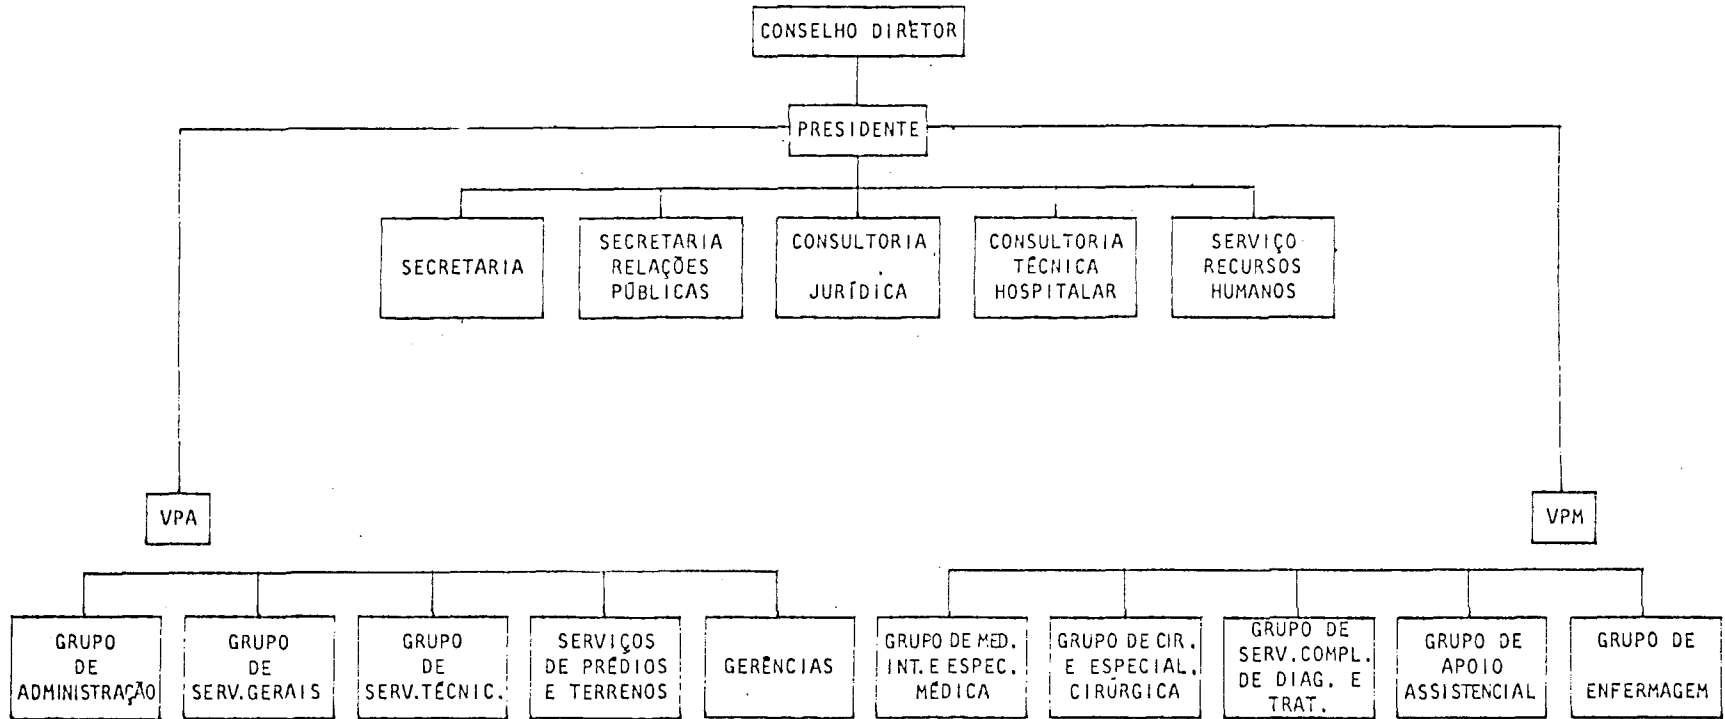 CONSELHO DIRETOR
PRESIDENTE
SECRETARIA
SECRETARIA
RELAÇÕES
PÚBLICAS
CONSULTORIA
JURÍDICA
CONSULTORIA
TÉCNICA
HOSPITALAR
SERVIÇO
RECURSOS
HUMANOS
VPA
VPM
GRUPO
DE
ADMINISTRAÇÃO
GRUPO
DE
SERV.GERAIS
GRUPO
DE
SERV.TÉCNIC.
SERVIÇOS
DE PRÉDIOS
E TERRENOS
GERÊNCIAS
GRUPO DE MED.
INT. E ESPEC.
MÉDICA
GRUPO DE CIR.
E ESPECIAL.
CIRÚRGICA
GRUPO DE
SERV.COMPL.
DE DIAG. E
TRAT.
GRUPO DE
APOIO
ASSISTENCIAL
GRUPO DE
ENFERMAGEM